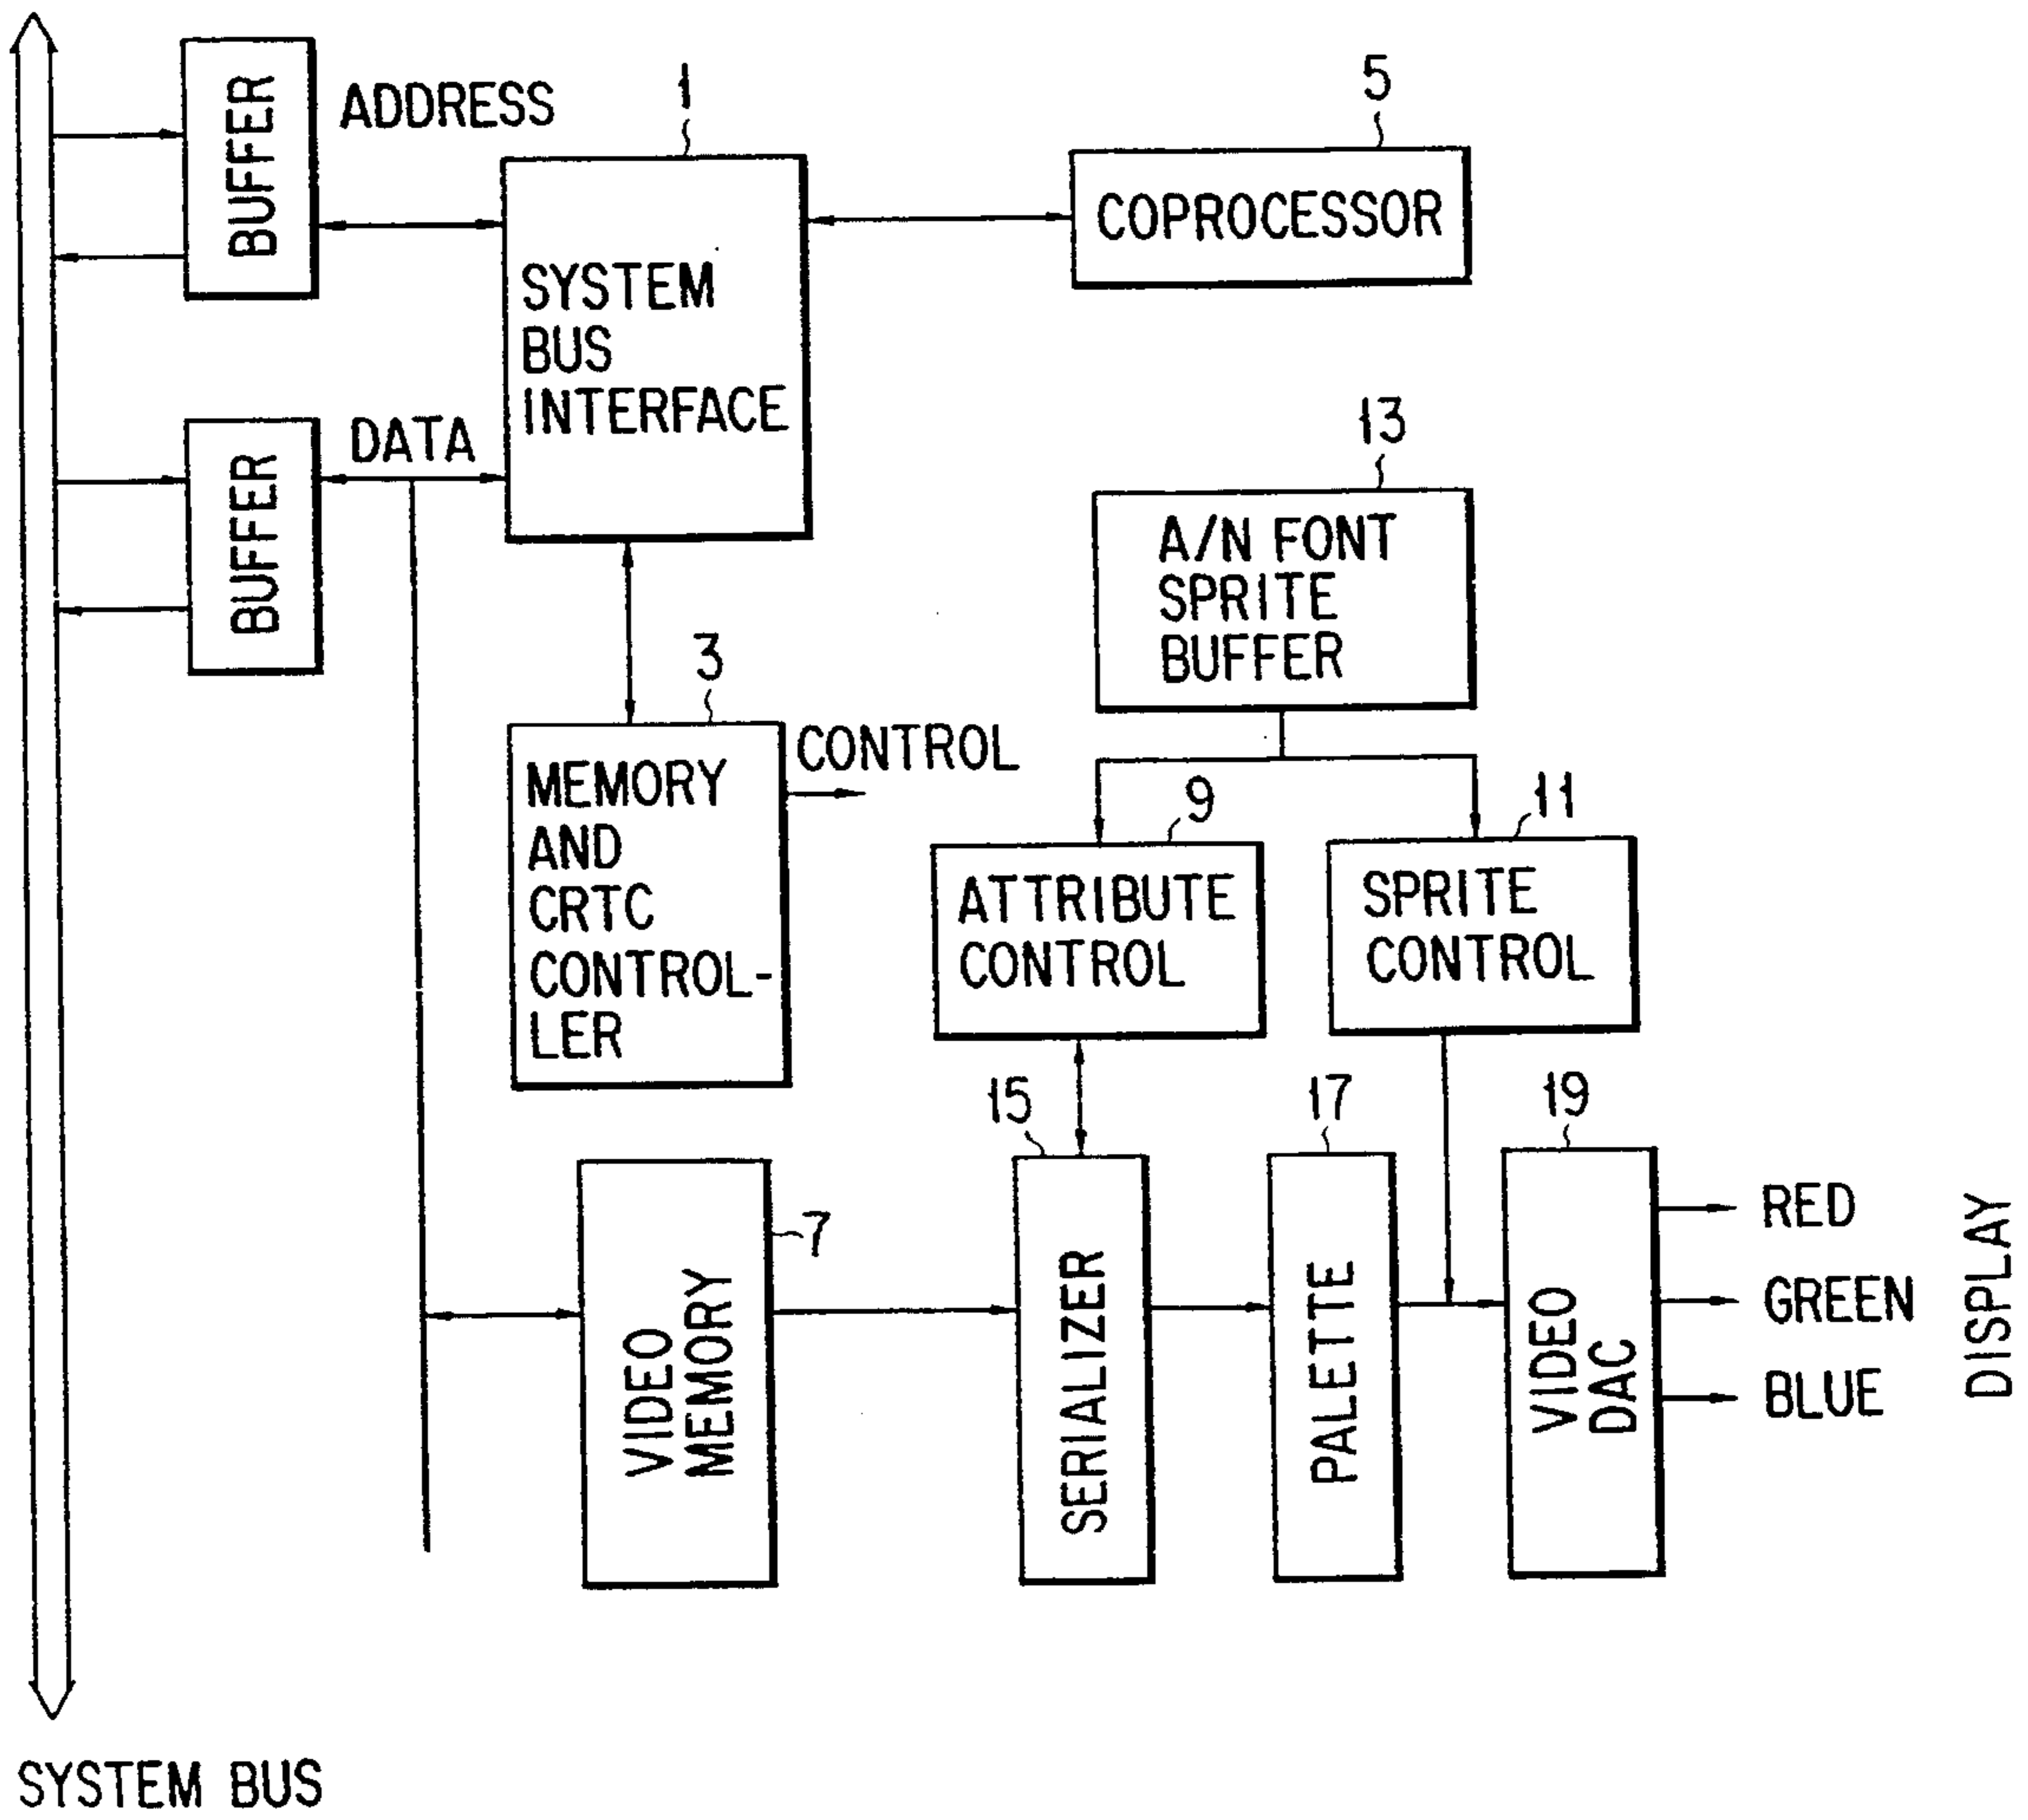 BUFFER
ADDRESS
1
SYSTEM
BUS
INTERFACE
5
COPROCESSOR
BUFFER
DATA
13
A/N FONT
SPRITE
BUFFER
3
MEMORY
AND
CRTC
CONTROL-
LER
CONTROL
9
ATTRIBUTE
CONTROL
11
SPRITE
CONTROL
7
VIDEO
MEMORY
15
SERIALIZER
17
PALETTE
19
VIDEO
DAC
RED
GREEN
BLUE
DISPLAY
SYSTEM BUS